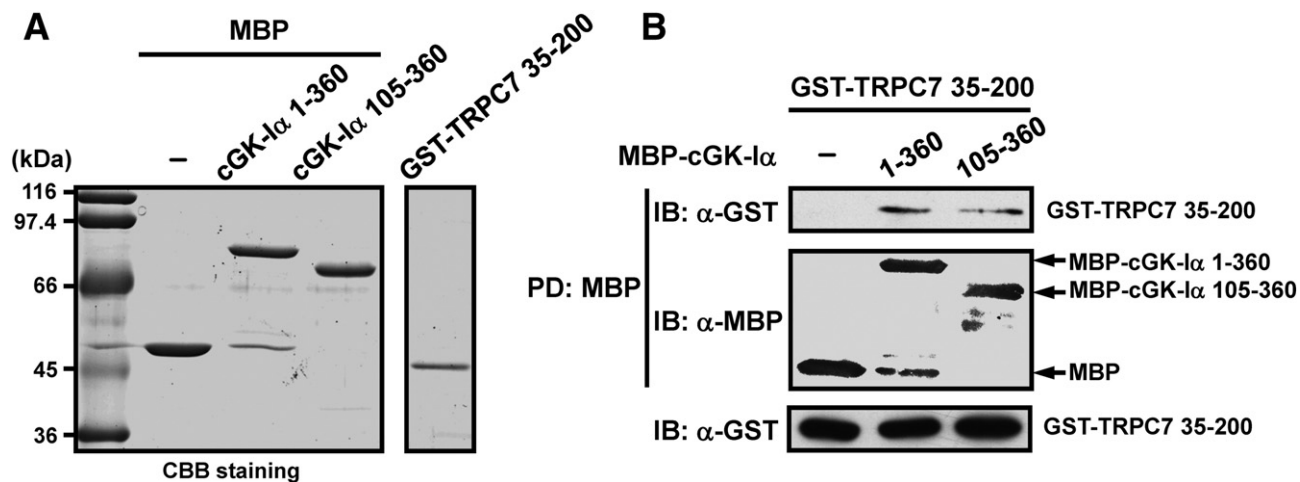 A
MBP
–
cGK-Iα 1-360
cGK-Iα 105-360
GST-TRPC7 35-200
(kDa)
116
97.4
66
45
36
CBB staining
B
GST-TRPC7 35-200
MBP-cGK-Iα
–
1-360
105-360
PD: MBP
IB: α-GST
GST-TRPC7 35-200
IB: α-MBP
MBP-cGK-Iα 1-360
MBP-cGK-Iα 105-360
MBP
IB: α-GST
GST-TRPC7 35-200